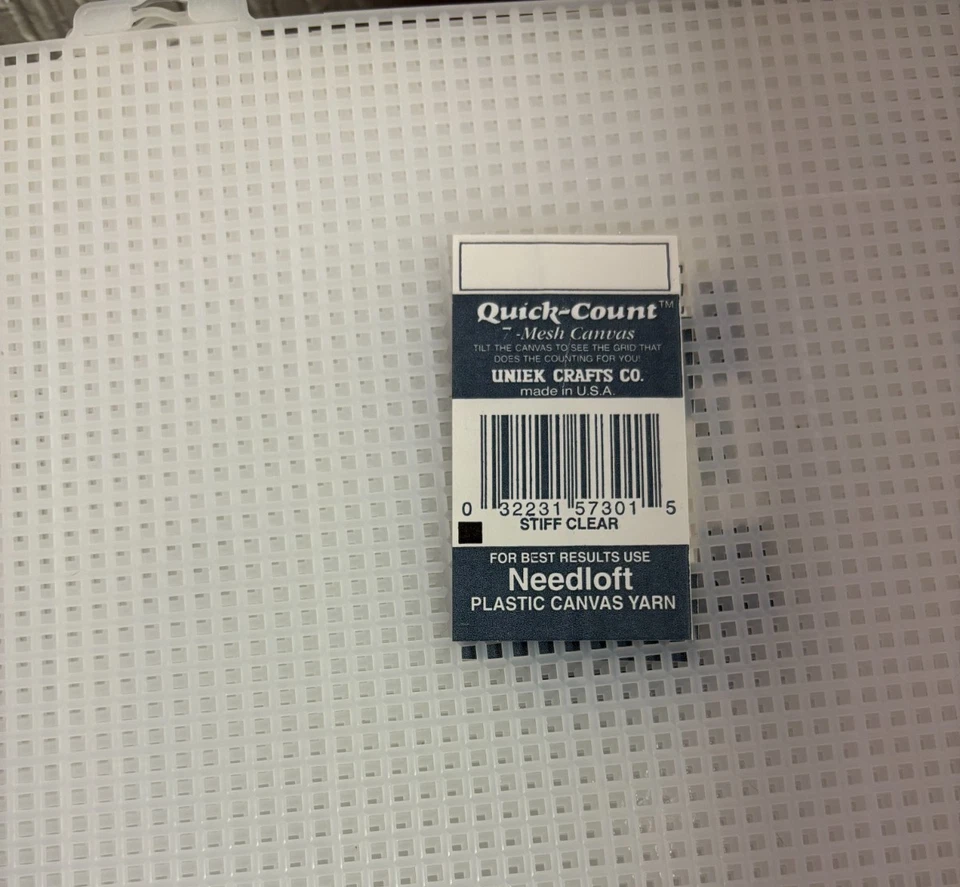 Quick-Count™
7-Mesh Canvas
TILT THE CANVAS TO SEE THE GRID THAT
DOES THE COUNTING FOR YOU!
UNIEK CRAFTS CO.
made in U.S.A.
0 32231 57301 5
STIFF CLEAR
FOR BEST RESULTS USE
Needloft
PLASTIC CANVAS YARN